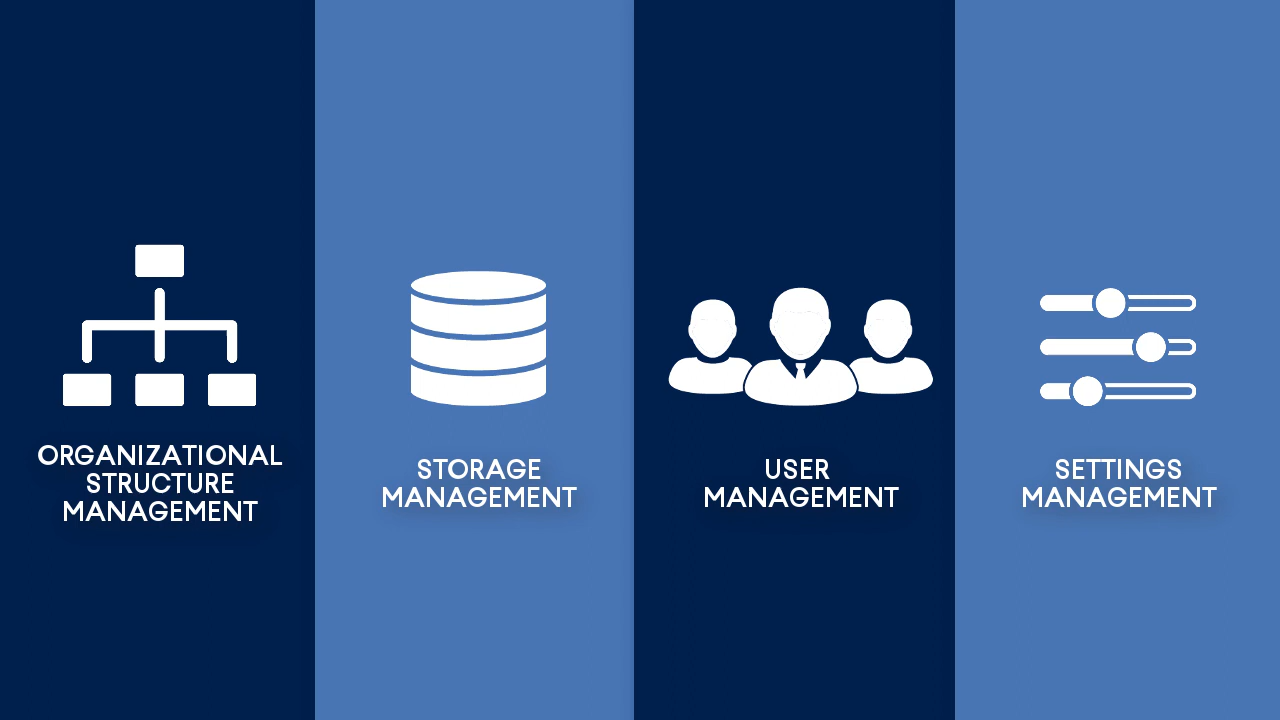 ORGANIZATIONAL
STRUCTURE
MANAGEMENT
STORAGE
MANAGEMENT
USER
MANAGEMENT
SETTINGS
MANAGEMENT